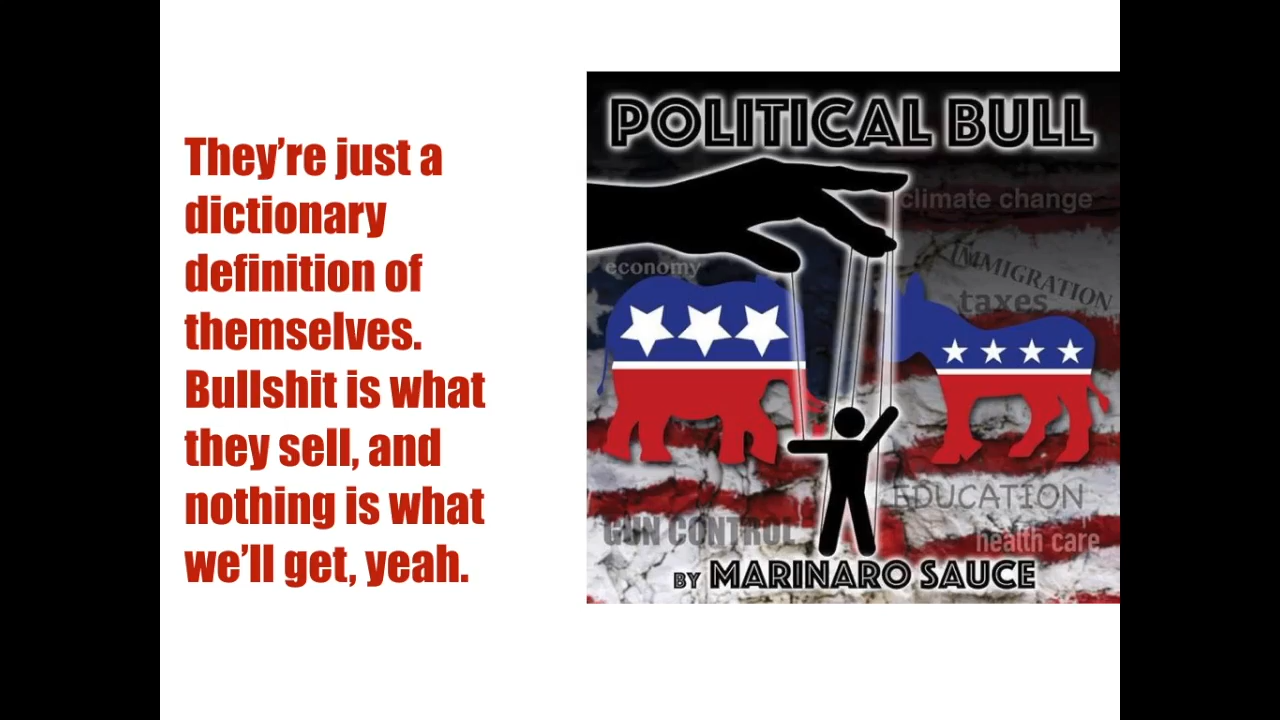 They're just a
dictionary
definition of
themselves.
Bullshit is what
they sell, and
nothing is what
we'll get, yeah.
POLITICAL BULL
climate change
economy
IMMIGRATION
taxes
EDUCATION
GUN CONTROL
health care
BY MARINARO SAUCE